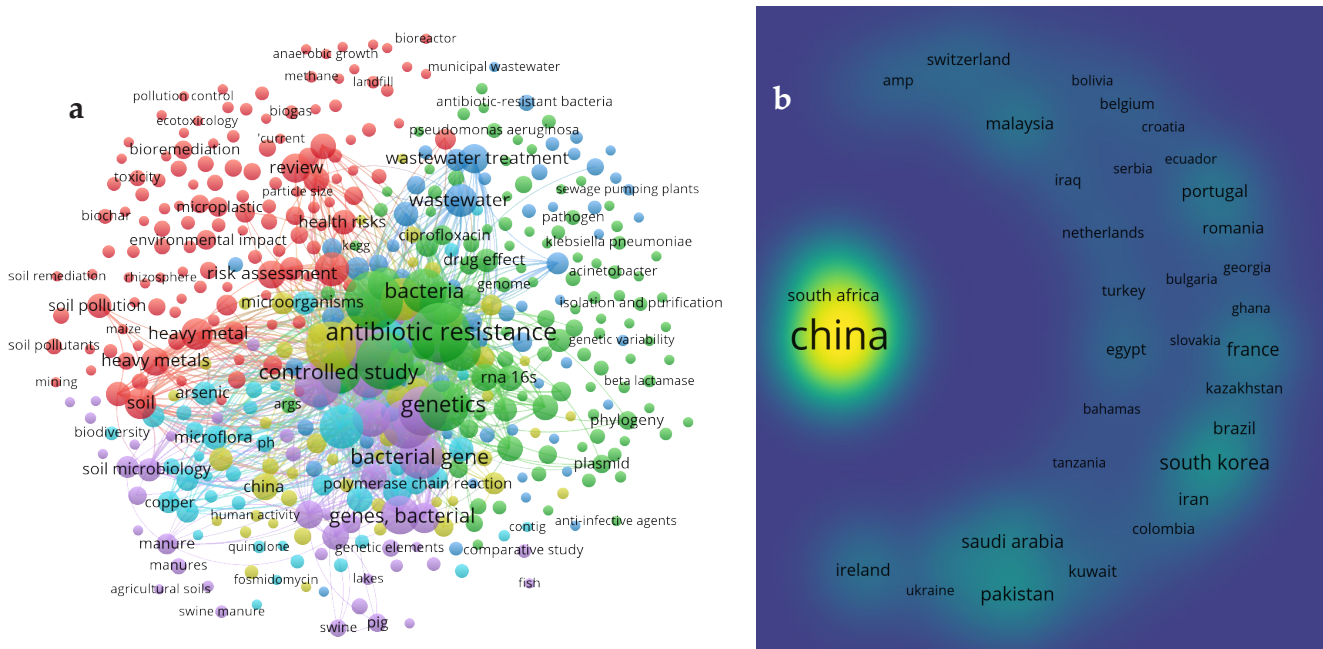 a
bioreactor
anaerobic growth
methane
landfill
municipal wastewater
pollution control
biogas
antibiotic-resistant bacteria
ecotoxicology
'current
pseudomonas aeruginosa
bioremediation
review
wastewater treatment
toxicity
particle size
wastewater
sewage pumping plants
biochar
microplastic
health risks
pathogen
environmental impact
kegg
ciprofloxacin
klebsiella pneumoniae
soil remediation
rhizosphere
risk assessment
drug effect
acinetobacter
genome
soil pollution
microorganisms
bacteria
isolation and purification
maize
heavy metal
antibiotic resistance
genetic variability
soil pollutants
heavy metals
controlled study
rna 16s
beta lactamase
mining
arsenic
soil
args
genetics
phylogeny
biodiversity
microflora
ph
bacterial gene
plasmid
soil microbiology
china
polymerase chain reaction
copper
human activity
genes, bacterial
contig
anti-infective agents
manure
quinolone
genetic elements
comparative study
manures
fosmidomycin
lakes
fish
agricultural soils
swine manure
swine
pig
b
switzerland
amp
bolivia
belgium
malaysia
croatia
ecuador
serbia
iraq
portugal
netherlands
romania
georgia
bulgaria
turkey
south africa
ghana
china
slovakia
egypt
france
kazakhstan
bahamas
brazil
tanzania
south korea
iran
colombia
saudi arabia
ireland
kuwait
ukraine
pakistan